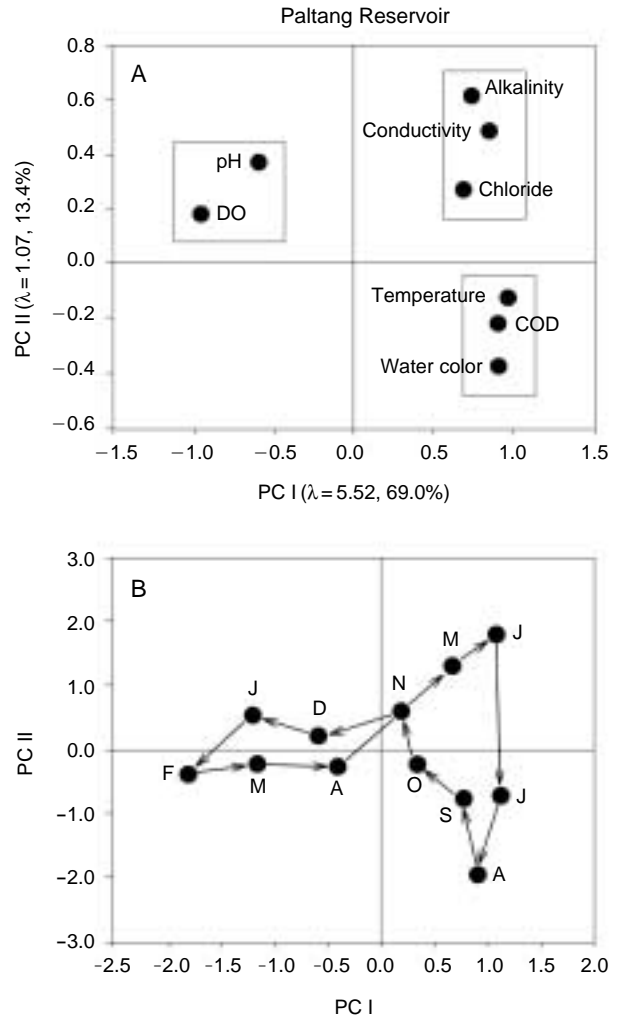 Paltang Reservoir
A
0.8
0.6
0.4
0.2
0.0
−0.2
−0.4
−0.6
PC II (λ=1.07, 13.4%)
Alkalinity
Conductivity
Chloride
pH
DO
Temperature
COD
Water color
−1.5 −1.0 −0.5 0.0 0.5 1.0 1.5
PC I (λ=5.52, 69.0%)
B
3.0
2.0
1.0
0.0
−1.0
−2.0
−3.0
PC II
M J
N
J D
F M A O
S J
A
-2.5 -2.0 -1.5 -1.0 -0.5 0.0 0.5 1.0 1.5 2.0
PC I